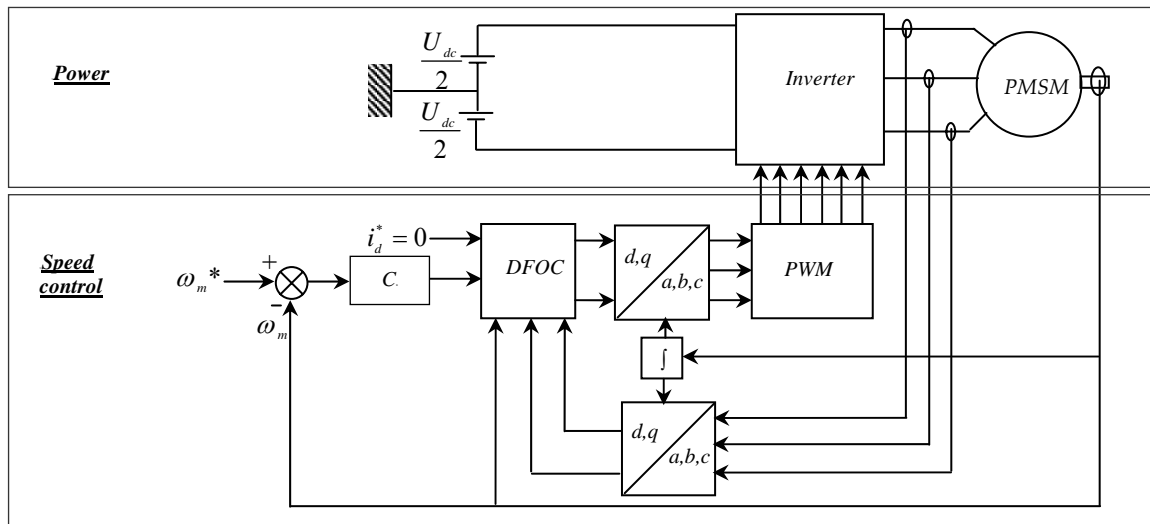 Power
U_dc
2
U_dc
2
Inverter
PMSM
Speed
control
i_d^* = 0
ω_m*
+
−
ω_m
C.
DFOC
d,q
a,b,c
PWM
∫
d,q
a,b,c